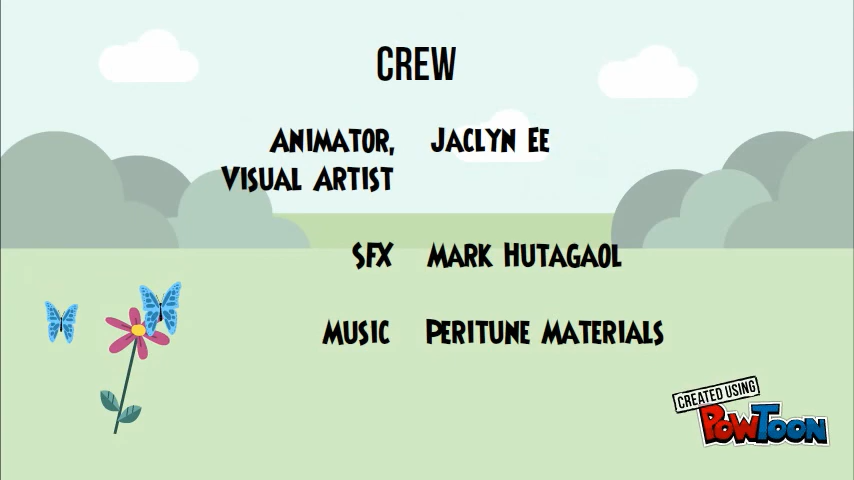 CREW
ANIMATOR, JACLYN EE
VISUAL ARTIST
SFX MARK HUTAGAOL
MUSIC PERITUNE MATERIALS
CREATED USING
POWTOON